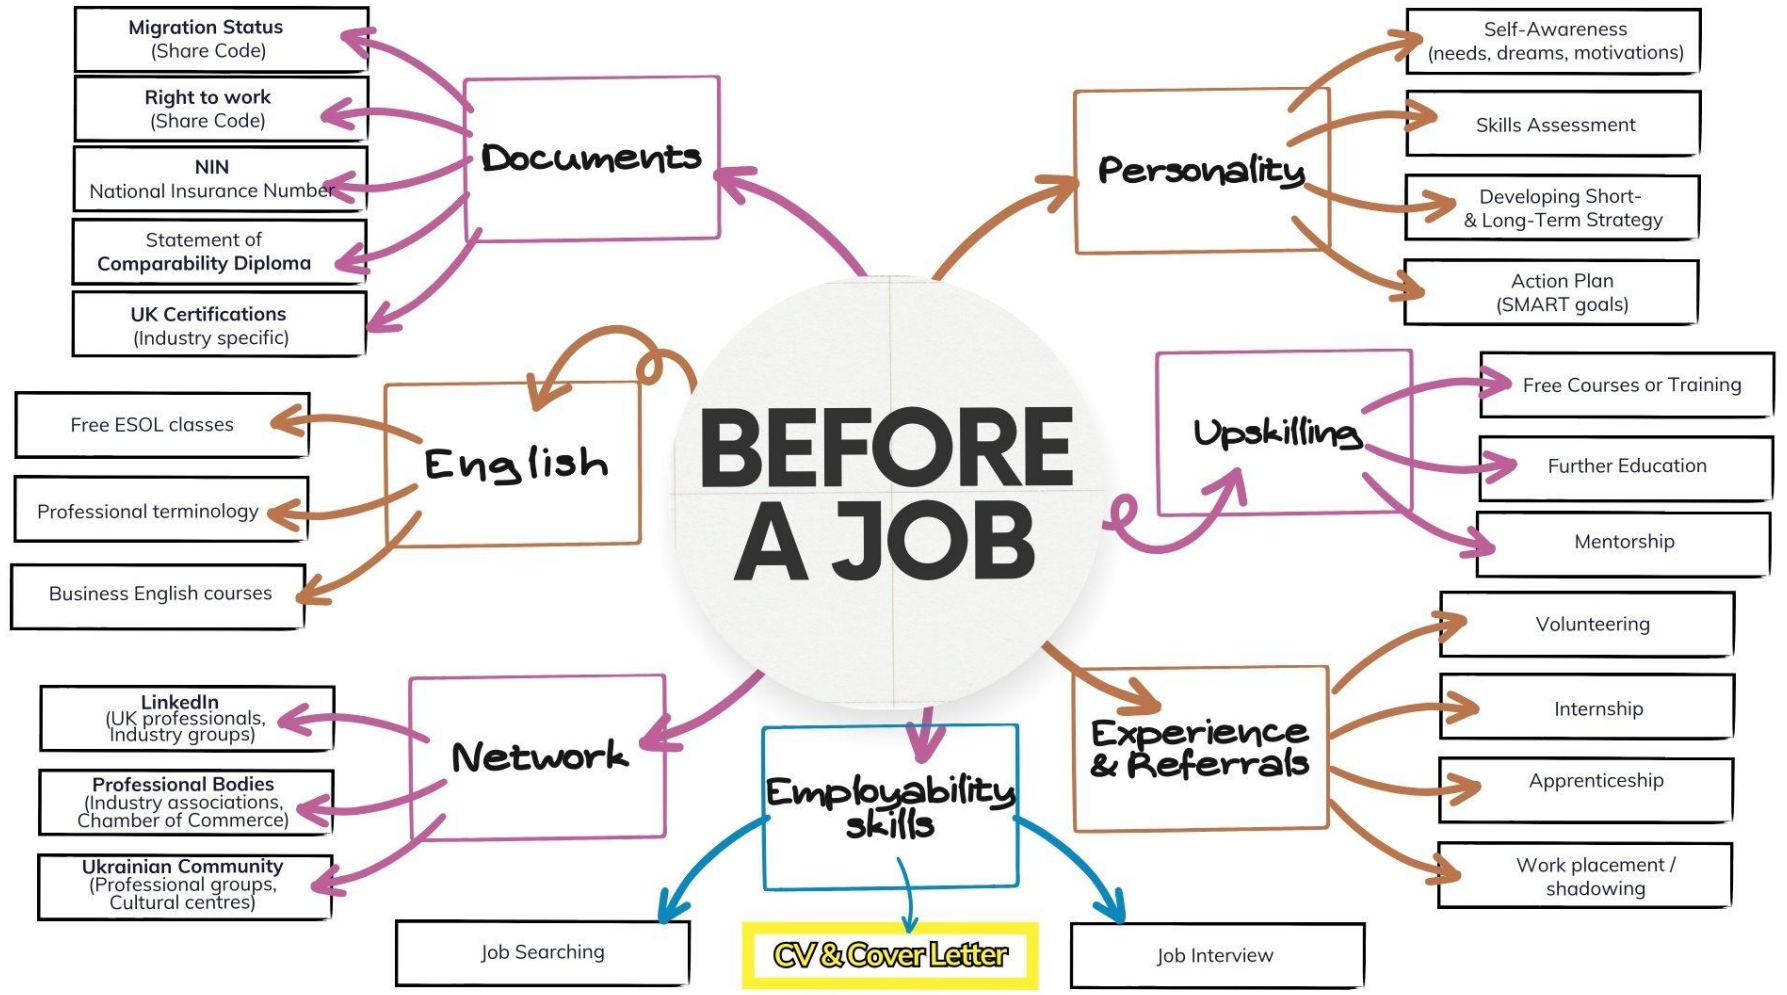 Migration Status
(Share Code)
Right to work
(Share Code)
NIN
National Insurance Number
Statement of
Comparability Diploma
UK Certifications
(Industry specific)
Documents
Personality
Self-Awareness
(needs, dreams, motivations)
Skills Assessment
Developing Short-
& Long-Term Strategy
Action Plan
(SMART goals)
Free ESOL classes
Professional terminology
Business English courses
English
BEFORE
A JOB
Upskilling
Free Courses or Training
Further Education
Mentorship
LinkedIn
(UK professionals,
Industry groups)
Professional Bodies
(Industry associations,
Chamber of Commerce)
Ukrainian Community
(Professional groups,
Cultural centres)
Network
Employability
skills
Experience
& Referrals
Volunteering
Internship
Apprenticeship
Work placement /
shadowing
Job Searching
CV & Cover Letter
Job Interview